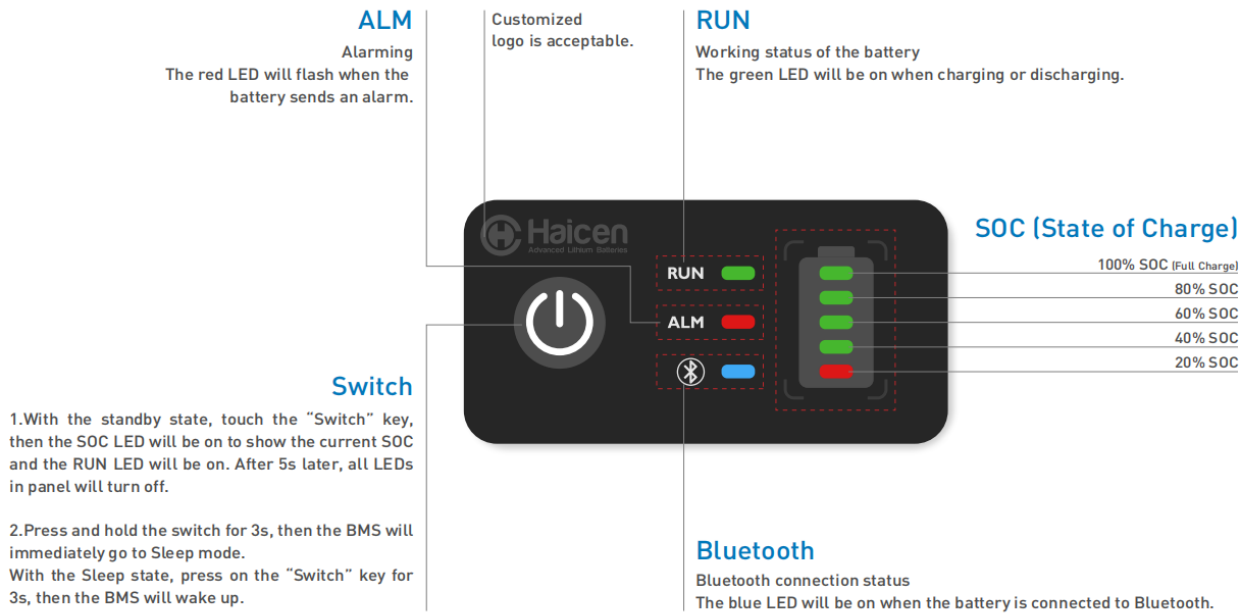 ALM
Alarming
The red LED will flash when the
battery sends an alarm.
Customized
logo is acceptable.
RUN
Working status of the battery
The green LED will be on when charging or discharging.
Haicen
Advanced Lithium Batteries
RUN
ALM
SOC (State of Charge)
100% SOC (Full Charge)
80% SOC
60% SOC
40% SOC
20% SOC
Switch
1.With the standby state, touch the “Switch” key,
then the SOC LED will be on to show the current SOC
and the RUN LED will be on. After 5s later, all LEDs
in panel will turn off.
2.Press and hold the switch for 3s, then the BMS will
immediately go to Sleep mode.
With the Sleep state, press on the “Switch” key for
3s, then the BMS will wake up.
Bluetooth
Bluetooth connection status
The blue LED will be on when the battery is connected to Bluetooth.